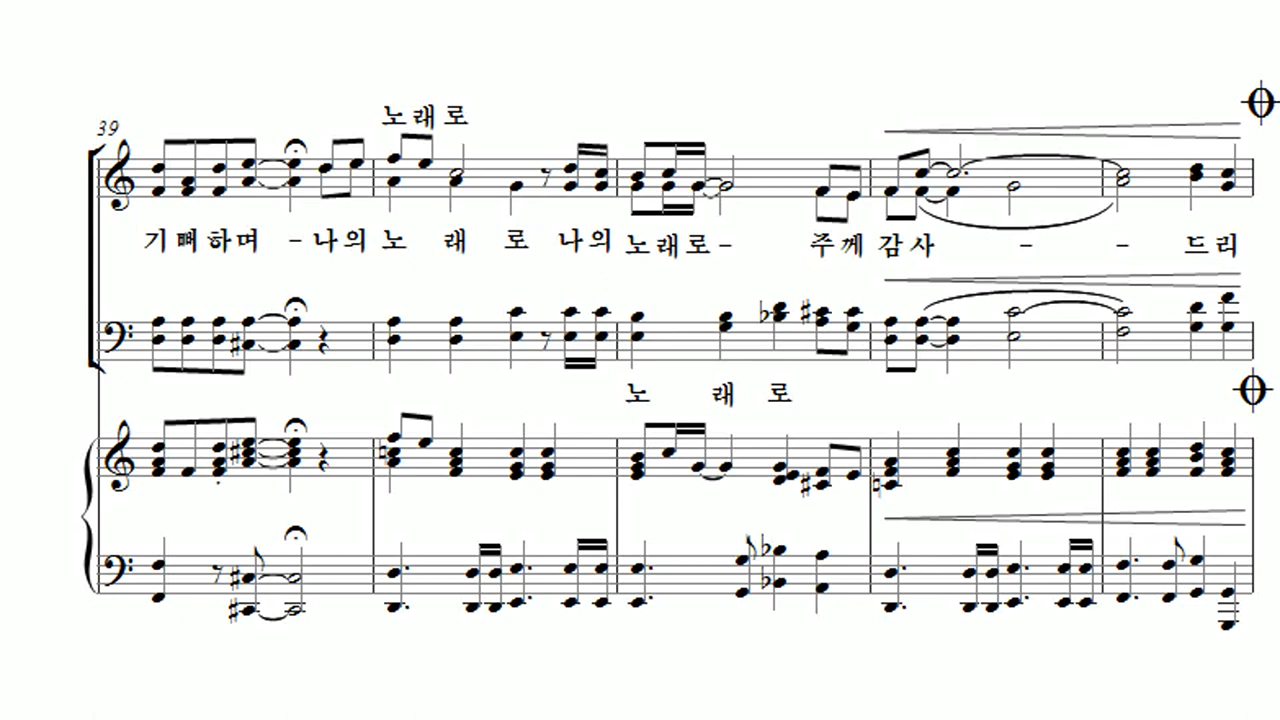 39
노래로
기뻐하며 - 나의 노 래 로 나의 노래로 - 주께 감사 - - 드리
노 래 로